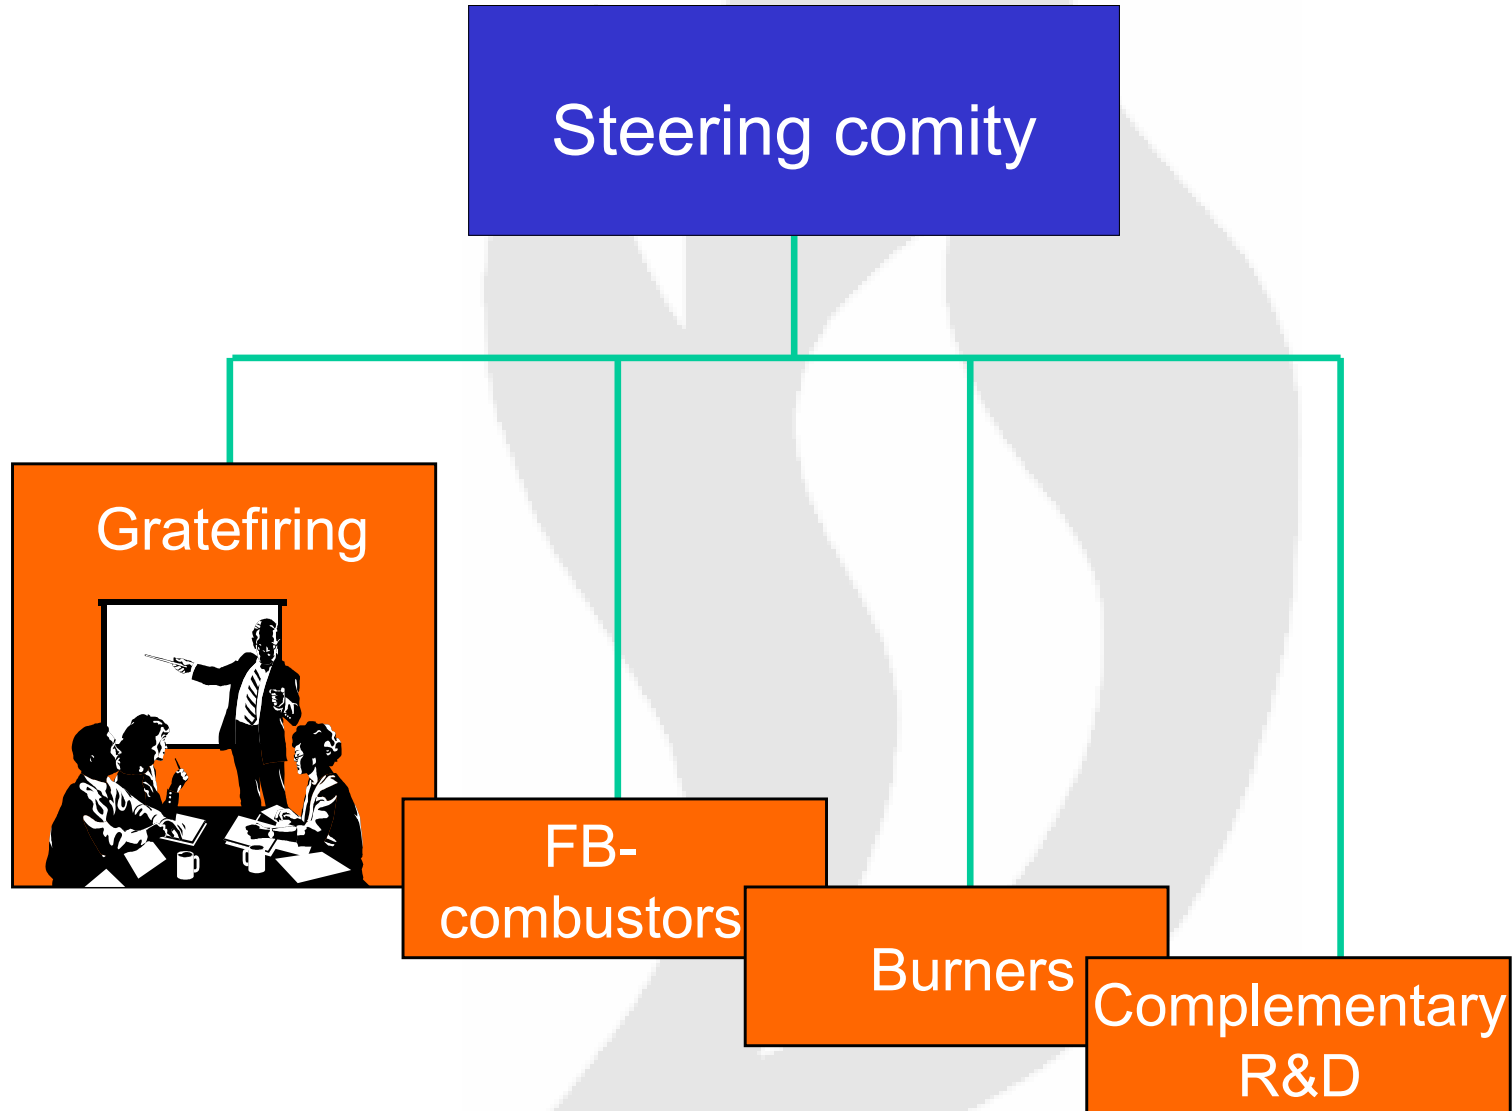 Steering comity
Gratefiring
FB-
combustors
Burners
Complementary
R&D